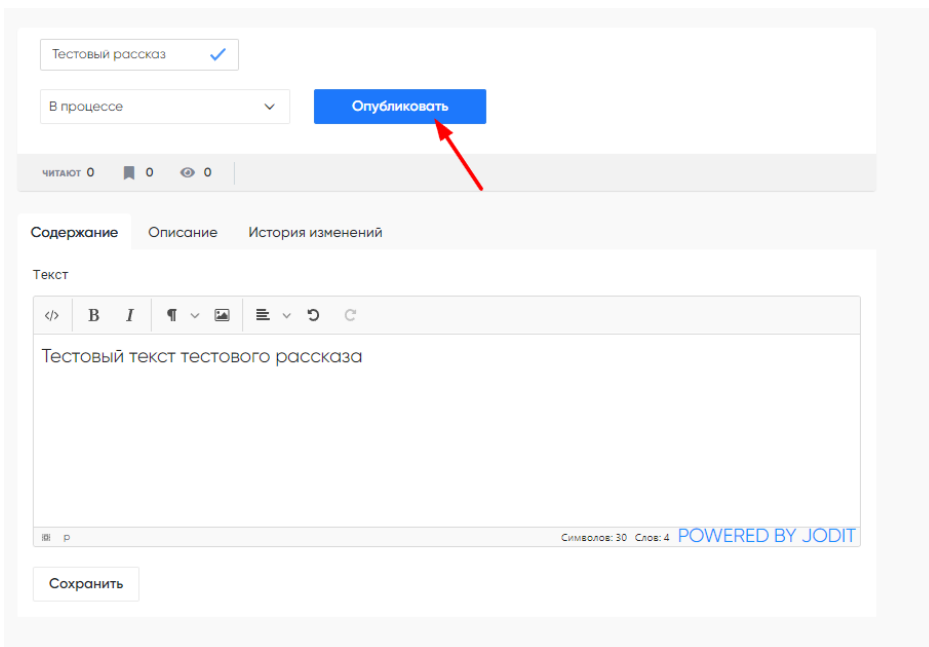 Тестовый рассказ
В процессе
Опубликовать
ЧИТАЮТ 0 0 0
Содержание Описание История изменений
Текст
</> B I ¶
Тестовый текст тестового рассказа
p Символов: 30 Слов: 4 POWERED BY JODIT
Сохранить